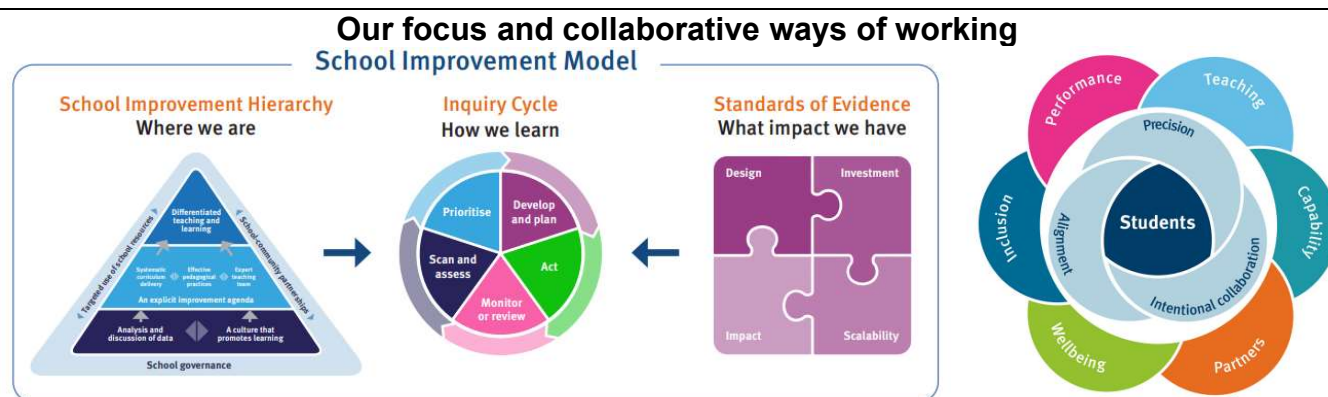 Our focus and collaborative ways of working
School Improvement Model
School Improvement Hierarchy
Where we are
Differentiated
teaching and
learning
Systematic
curriculum
delivery
Effective
pedagogical
practices
Expert
teaching
team
An explicit improvement agenda
Analysis and
discussion of data
A culture that
promotes learning
School governance
Targeted use of school resources
School-community partnerships
Inquiry Cycle
How we learn
Prioritise
Develop
and plan
Scan and
assess
Act
Monitor
or review
Standards of Evidence
What impact we have
Design
Investment
Impact
Scalability
Performance
Teaching
Capability
Partners
Wellbeing
Inclusion
Precision
Alignment
Intentional collaboration
Students